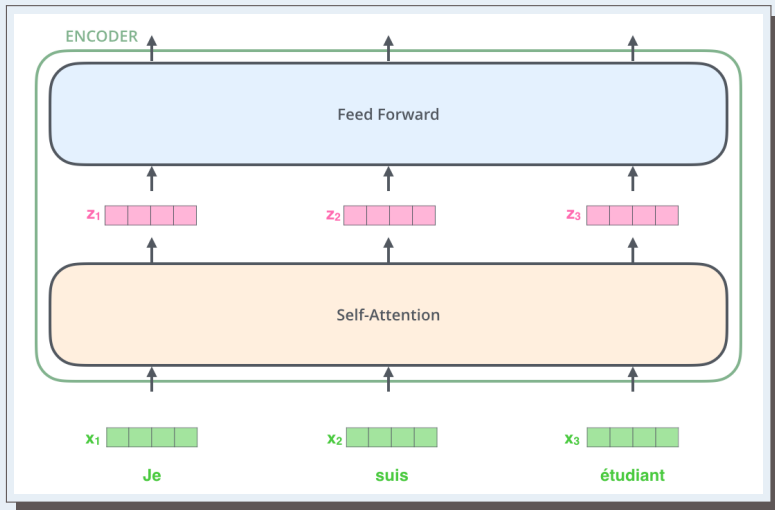 ENCODER
Feed Forward
z₁ z₂ z₃
Self-Attention
x₁ x₂ x₃
Je suis étudiant